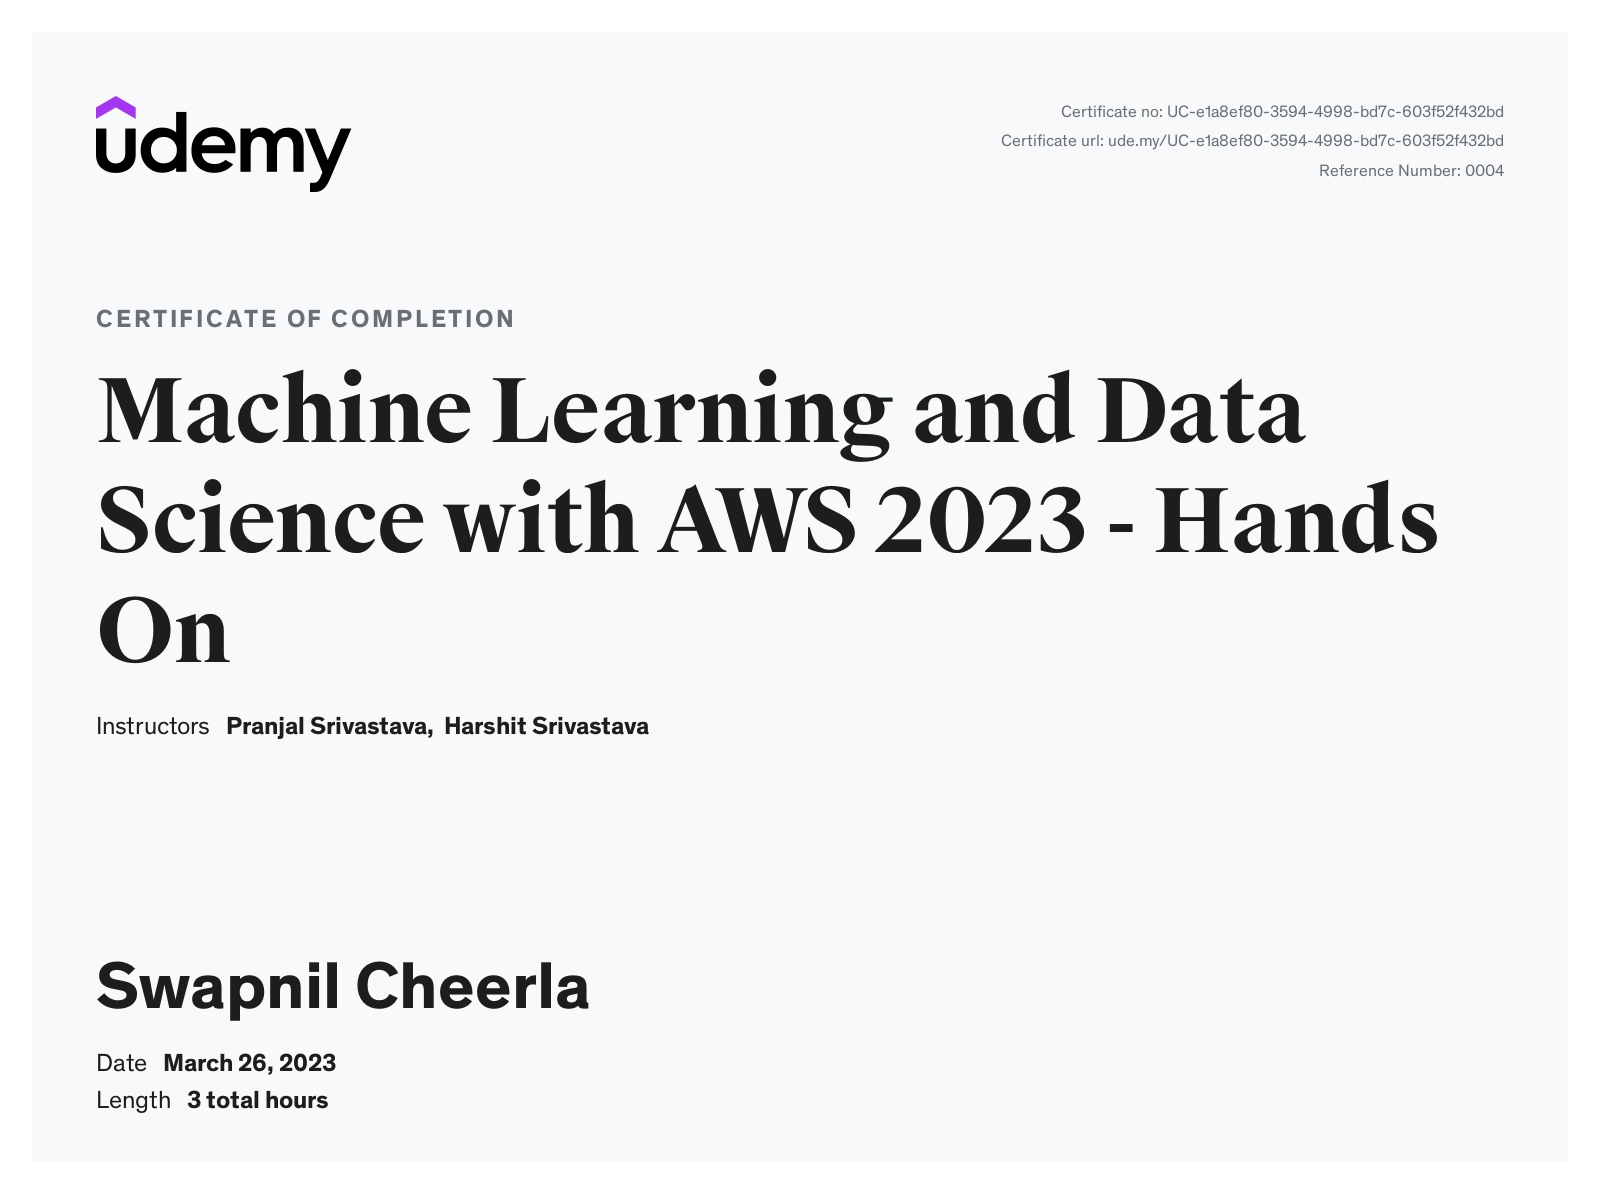 udemy
Certificate no: UC-e1a8ef80-3594-4998-bd7c-603f52f432bd
Certificate url: ude.my/UC-e1a8ef80-3594-4998-bd7c-603f52f432bd
Reference Number: 0004
CERTIFICATE OF COMPLETION
Machine Learning and Data
Science with AWS 2023 - Hands
On
Instructors Pranjal Srivastava, Harshit Srivastava
Swapnil Cheerla
Date March 26, 2023
Length 3 total hours